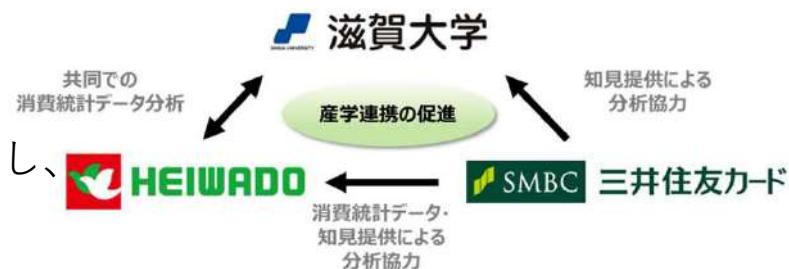 滋賀大学
SHIGA UNIVERSITY
共同での
消費統計データ分析
知見提供による
分析協力
産学連携の促進
し、
HEIWADO
SMBC 三井住友カード
消費統計データ・
知見提供による
分析協力